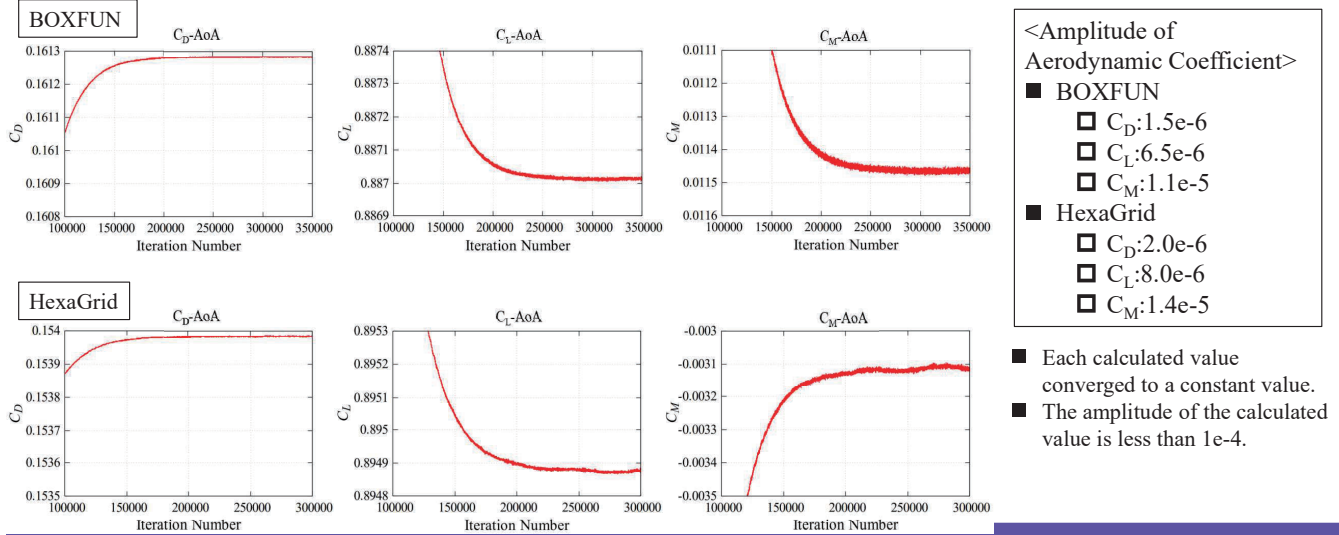 BOXFUN
C_D-AoA
0.1613
0.1612
0.1611
0.161
0.1609
0.1608
C_D
100000 150000 200000 250000 300000 350000
Iteration Number
C_L-AoA
0.8874
0.8873
0.8872
0.8871
0.887
0.8869
C_L
100000 150000 200000 250000 300000 350000
Iteration Number
C_M-AoA
0.0111
0.0112
0.0113
0.0114
0.0115
0.0116
C_M
100000 150000 200000 250000 300000 350000
Iteration Number
HexaGrid
C_D-AoA
0.154
0.1539
0.1538
0.1537
0.1536
0.1535
C_D
100000 150000 200000 250000 300000
Iteration Number
C_L-AoA
0.8953
0.8952
0.8951
0.895
0.8949
0.8948
C_L
100000 150000 200000 250000 300000
Iteration Number
C_M-AoA
-0.003
-0.0031
-0.0032
-0.0033
-0.0034
-0.0035
C_M
100000 150000 200000 250000 300000
Iteration Number
<Amplitude of
Aerodynamic Coefficient>
■ BOXFUN
☐ C_D:1.5e-6
☐ C_L:6.5e-6
☐ C_M:1.1e-5
■ HexaGrid
☐ C_D:2.0e-6
☐ C_L:8.0e-6
☐ C_M:1.4e-5
■ Each calculated value
converged to a constant value.
■ The amplitude of the calculated
value is less than 1e-4.